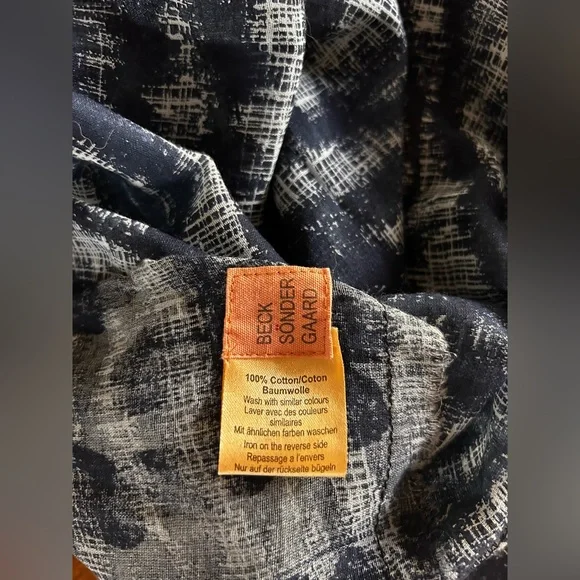 BECK
SÖNDER
GAARD
100% Cotton/Coton
Baumwolle
Wash with similar colours
Laver avec des couleurs
similaires
Mit ähnlichen farben waschen
Iron on the reverse side
Repassage a l'envers
Nur auf der rückseite bügeln